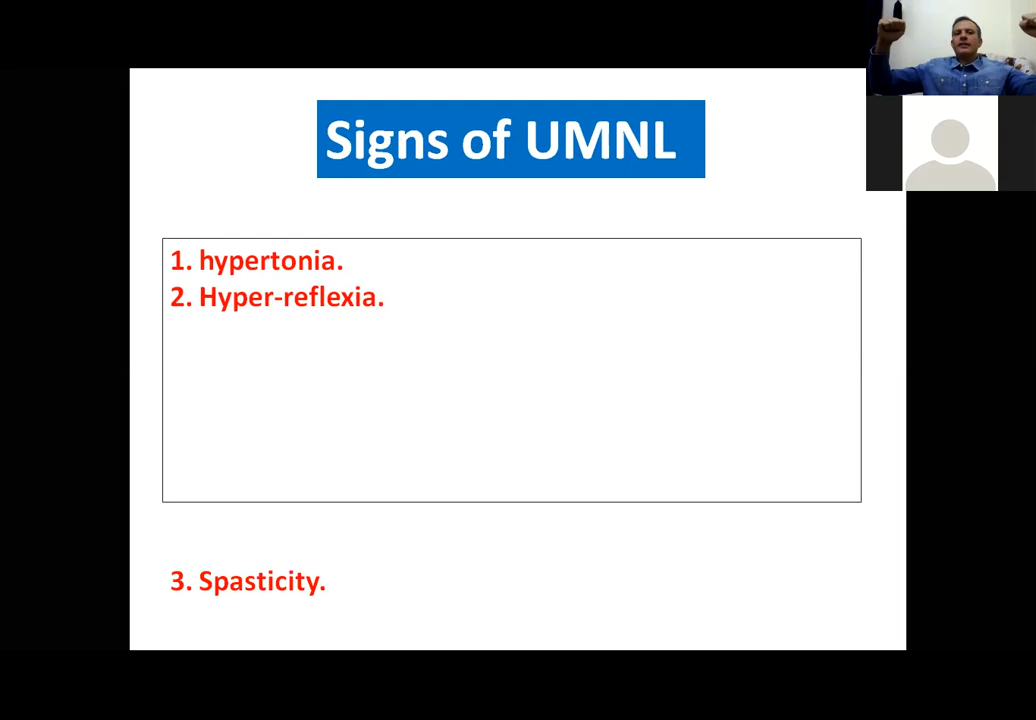 Signs of UMNL
1. hypertonia.
2. Hyper-reflexia.
3. Spasticity.